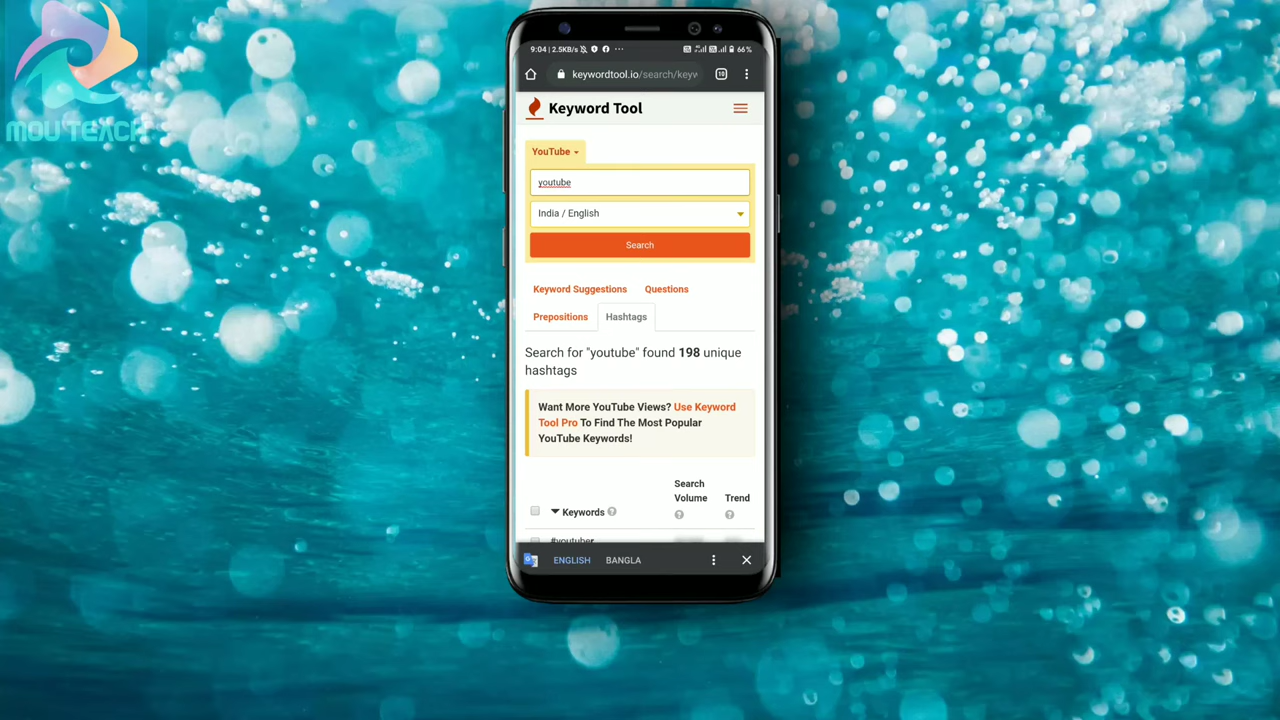 MOU TEACH
9:04 | 2.5KB/s
66%
keywordtool.io/search/keyw
18
Keyword Tool
YouTube
youtube
India / English
Search
Keyword Suggestions
Questions
Prepositions
Hashtags
Search for "youtube" found 198 unique
hashtags
Want More YouTube Views? Use Keyword
Tool Pro To Find The Most Popular
YouTube Keywords!
Search
Volume
Trend
Keywords
#youtuber
ENGLISH
BANGLA